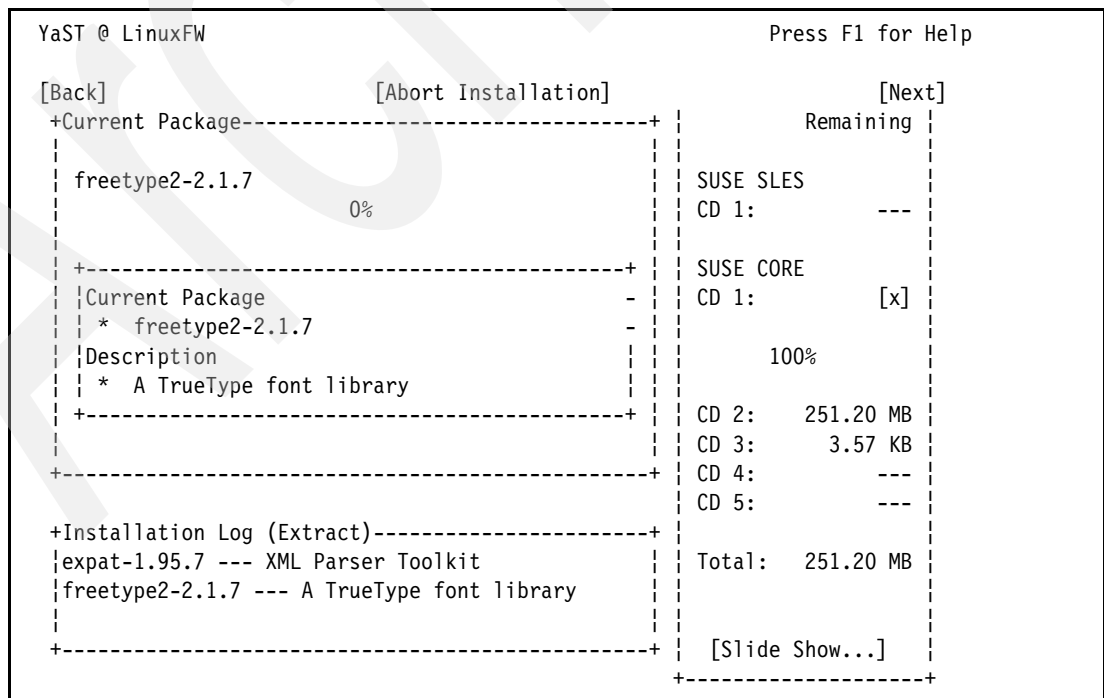 YaST @ LinuxFW Press F1 for Help
[Back] [Abort Installation] [Next]
+Current Package----------------------------------+ ¦ Remaining ¦
¦ ¦ ¦ ¦
¦ freetype2-2.1.7 ¦ ¦ SUSE SLES ¦
¦ 0% ¦ ¦ CD 1: --- ¦
¦ ¦ ¦ ¦
¦ +---------------------------------------------+ ¦ ¦ SUSE CORE ¦
¦ ¦Current Package - ¦ ¦ CD 1: [x] ¦
¦ ¦ * freetype2-2.1.7 - ¦ ¦ ¦
¦ ¦Description ¦ ¦ ¦ 100% ¦
¦ ¦ * A TrueType font library ¦ ¦ ¦ ¦
¦ +---------------------------------------------+ ¦ ¦ CD 2: 251.20 MB ¦
¦ ¦ ¦ CD 3: 3.57 KB ¦
+-------------------------------------------------+ ¦ CD 4: --- ¦
¦ CD 5: --- ¦
+Installation Log (Extract)-----------------------+ ¦ ¦
¦expat-1.95.7 --- XML Parser Toolkit ¦ ¦ Total: 251.20 MB ¦
¦freetype2-2.1.7 --- A TrueType font library ¦ ¦ ¦
¦ ¦ ¦ ¦
+-------------------------------------------------+ ¦ [Slide Show...] ¦
+--------------------+